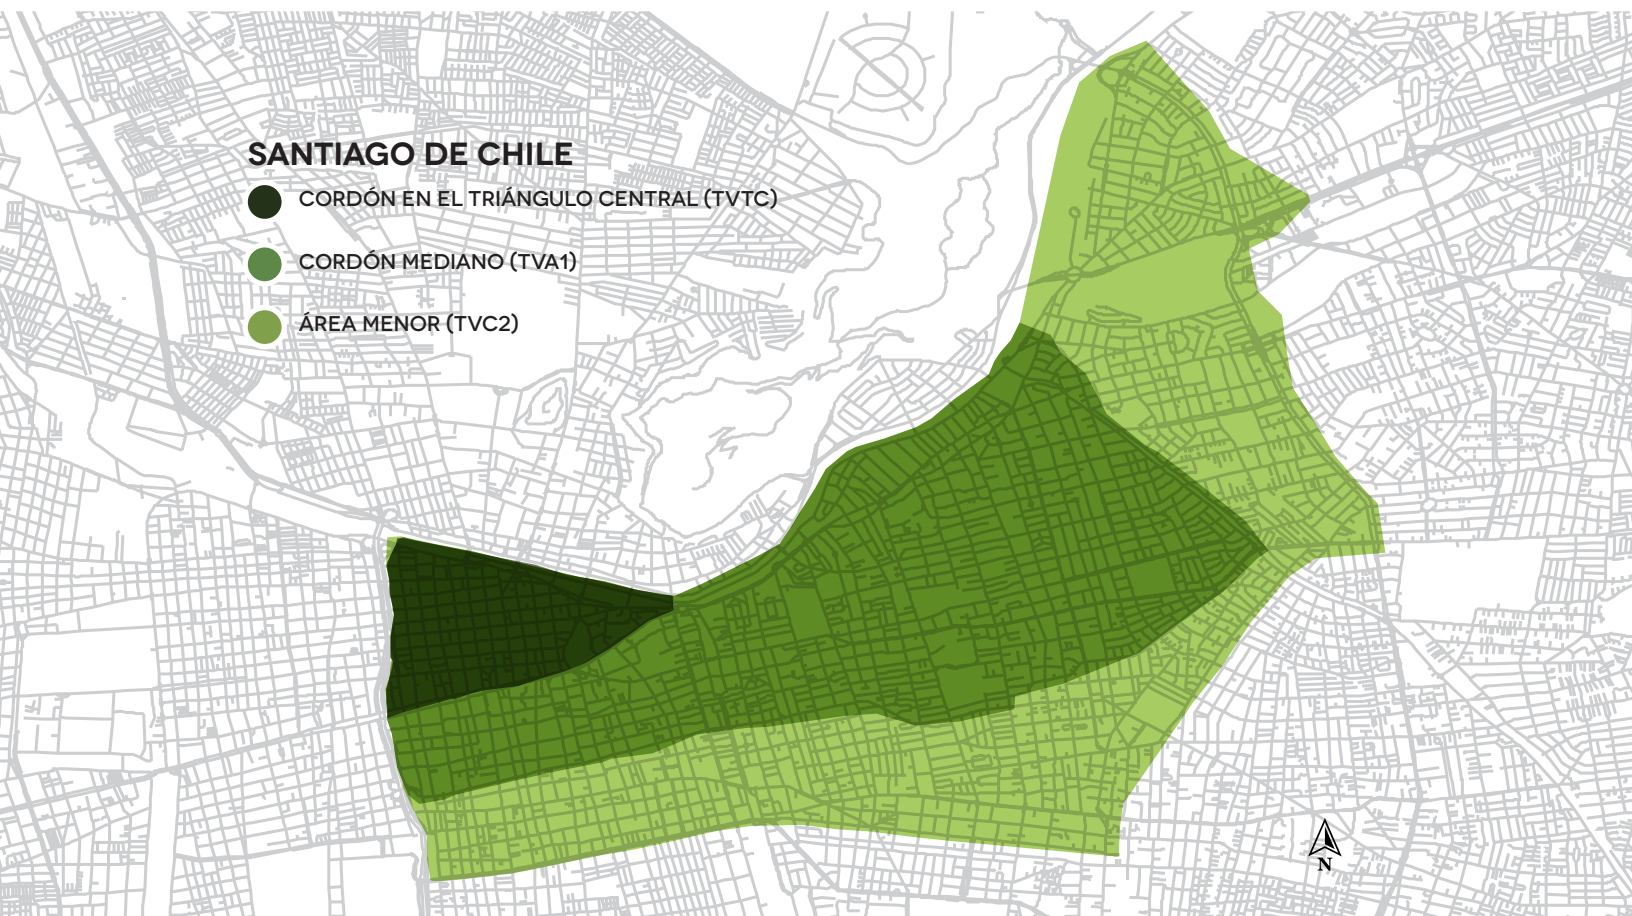 SANTIAGO DE CHILE
CORDÓN EN EL TRIÁNGULO CENTRAL (TVTC)
CORDÓN MEDIANO (TVA1)
ÁREA MENOR (TVC2)
N